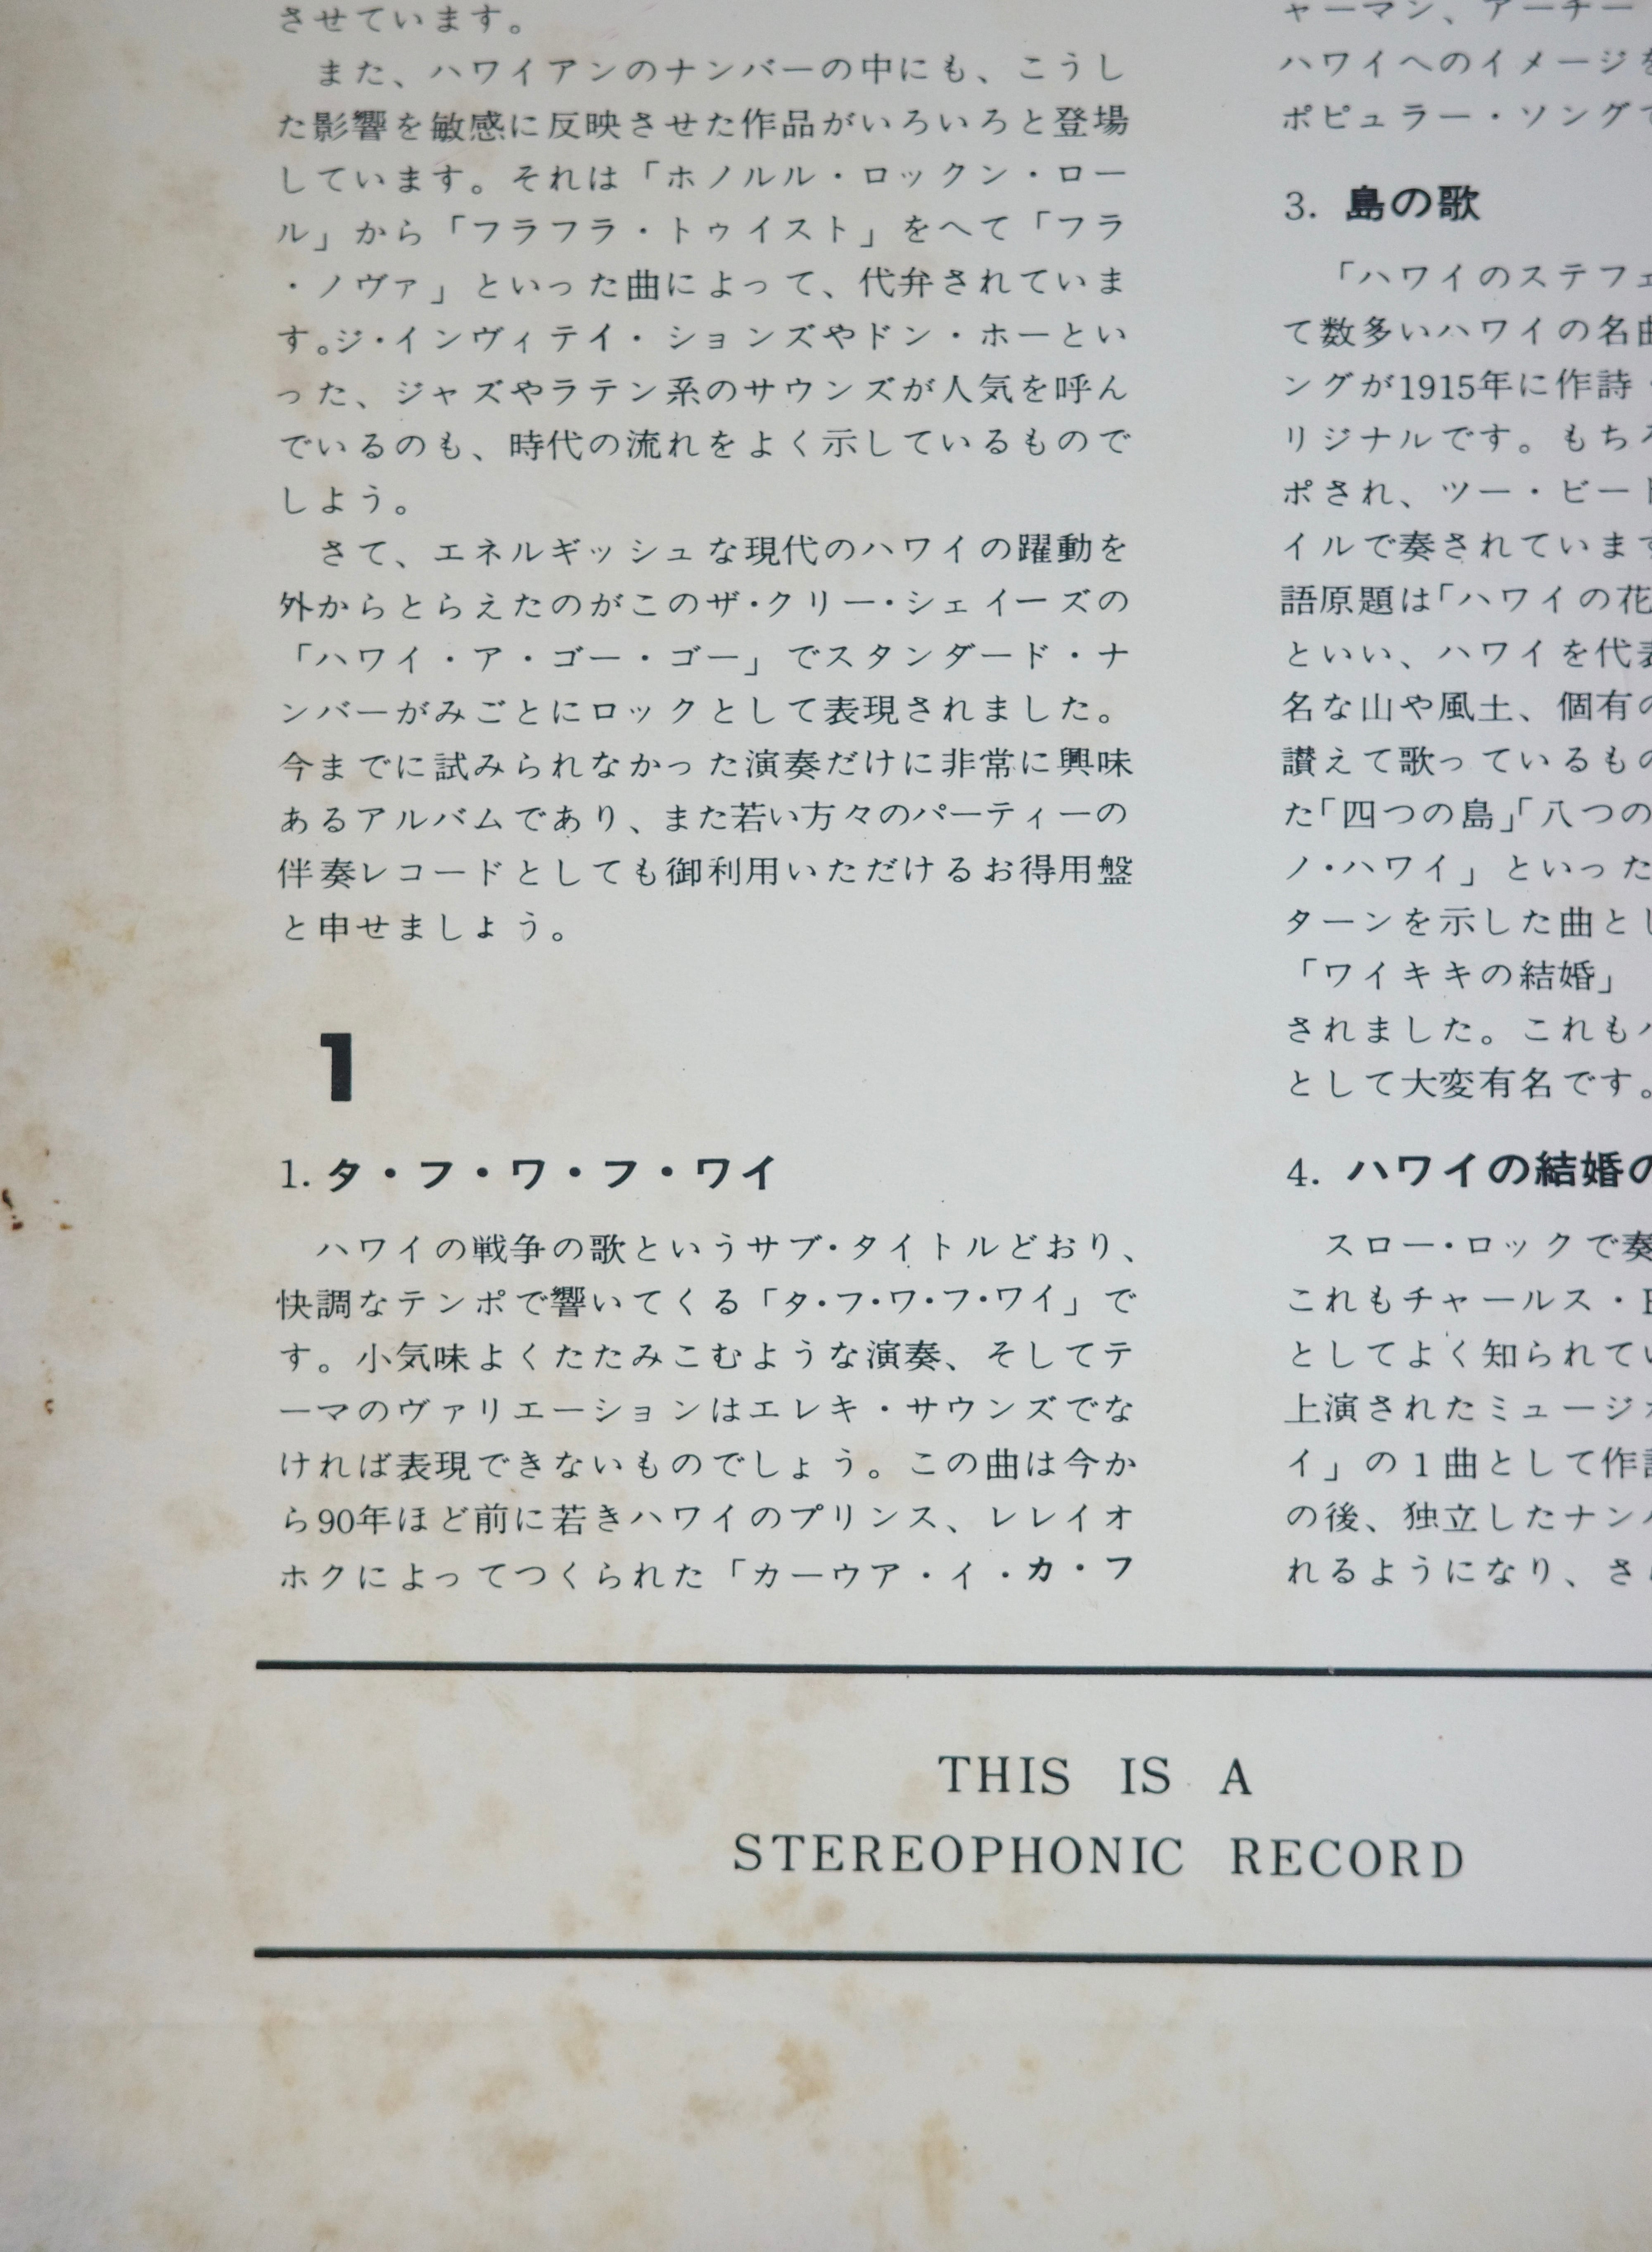 させています。
　また、ハワイアンのナンバーの中にも、こうし
た影響を敏感に反映させた作品がいろいろと登場
しています。それは「ホノルル・ロックン・ロー
ル」から「フラフラ・トゥイスト」をへて「フラ
・ノヴァ」といった曲によって、代弁されていま
す。ジ・インヴィテイ・ションズやドン・ホーとい
った、ジャズやラテン系のサウンズが人気を呼ん
でいるのも、時代の流れをよく示しているもので
しよう。
　さて、エネルギッシュな現代のハワイの躍動を
外からとらえたのがこのザ・クリー・シェイーズの
「ハワイ・ア・ゴー・ゴー」でスタンダード・ナ
ンバーがみごとにロックとして表現されました。
今までに試みられなかった演奏だけに非常に興味
あるアルバムであり、また若い方々のパーティーの
伴奏レコードとしても御利用いただけるお得用盤
と申せましょう。
1
1. タ・フ・ワ・フ・ワイ
　ハワイの戦争の歌というサブ・タイトルどおり、
快調なテンポで響いてくる「タ・フ・ワ・フ・ワイ」で
す。小気味よくたたみこむような演奏、そしてテ
ーマのヴァリエーションはエレキ・サウンズでな
ければ表現できないものでしょう。この曲は今か
ら90年ほど前に若きハワイのプリンス、レレイオ
ホクによってつくられた「カーウア・イ・カ・フ
ャーマン、アーチー
ハワイへのイメージを
ポピュラー・ソングで
3. 島の歌
　「ハワイのステフェ
て数多いハワイの名曲
ングが1915年に作詩・
リジナルです。もちろ
ポされ、ツー・ビート
イルで奏されています
語原題は「ハワイの花
といい、ハワイを代表
名な山や風土、個有の
讃えて歌っているもの
た「四つの島」「八つの
ノ・ハワイ」といった
ターンを示した曲とし
「ワイキキの結婚」
されました。これもハ
として大変有名です。
4. ハワイの結婚の
　スロー・ロックで奏
これもチャールス・
としてよく知られてい
上演されたミュージカ
イ」の1曲として作詩
の後、独立したナンバ
れるようになり、さら
THIS IS A
STEREOPHONIC RECORD